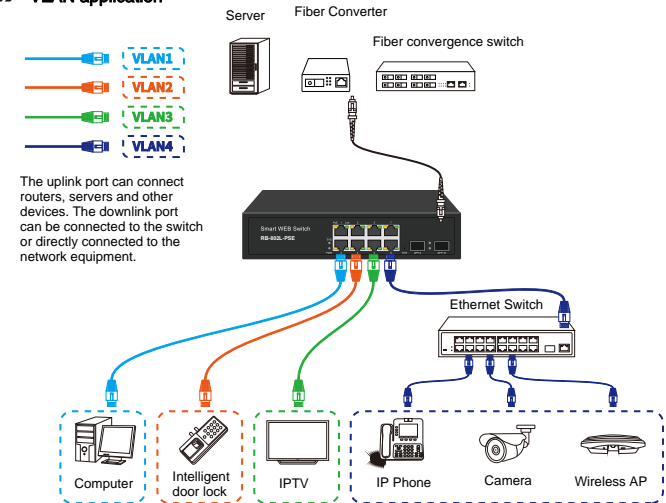 VLAN application
Server
Fiber Converter
Fiber convergence switch
VLAN1
VLAN2
VLAN3
VLAN4
The uplink port can connect
routers, servers and other
devices. The downlink port
can be connected to the switch
or directly connected to the
network equipment.
Smart WEB Switch
RB-802L-PSE
Ethernet Switch
Computer
Intelligent
door lock
IPTV
IP Phone
Camera
Wireless AP